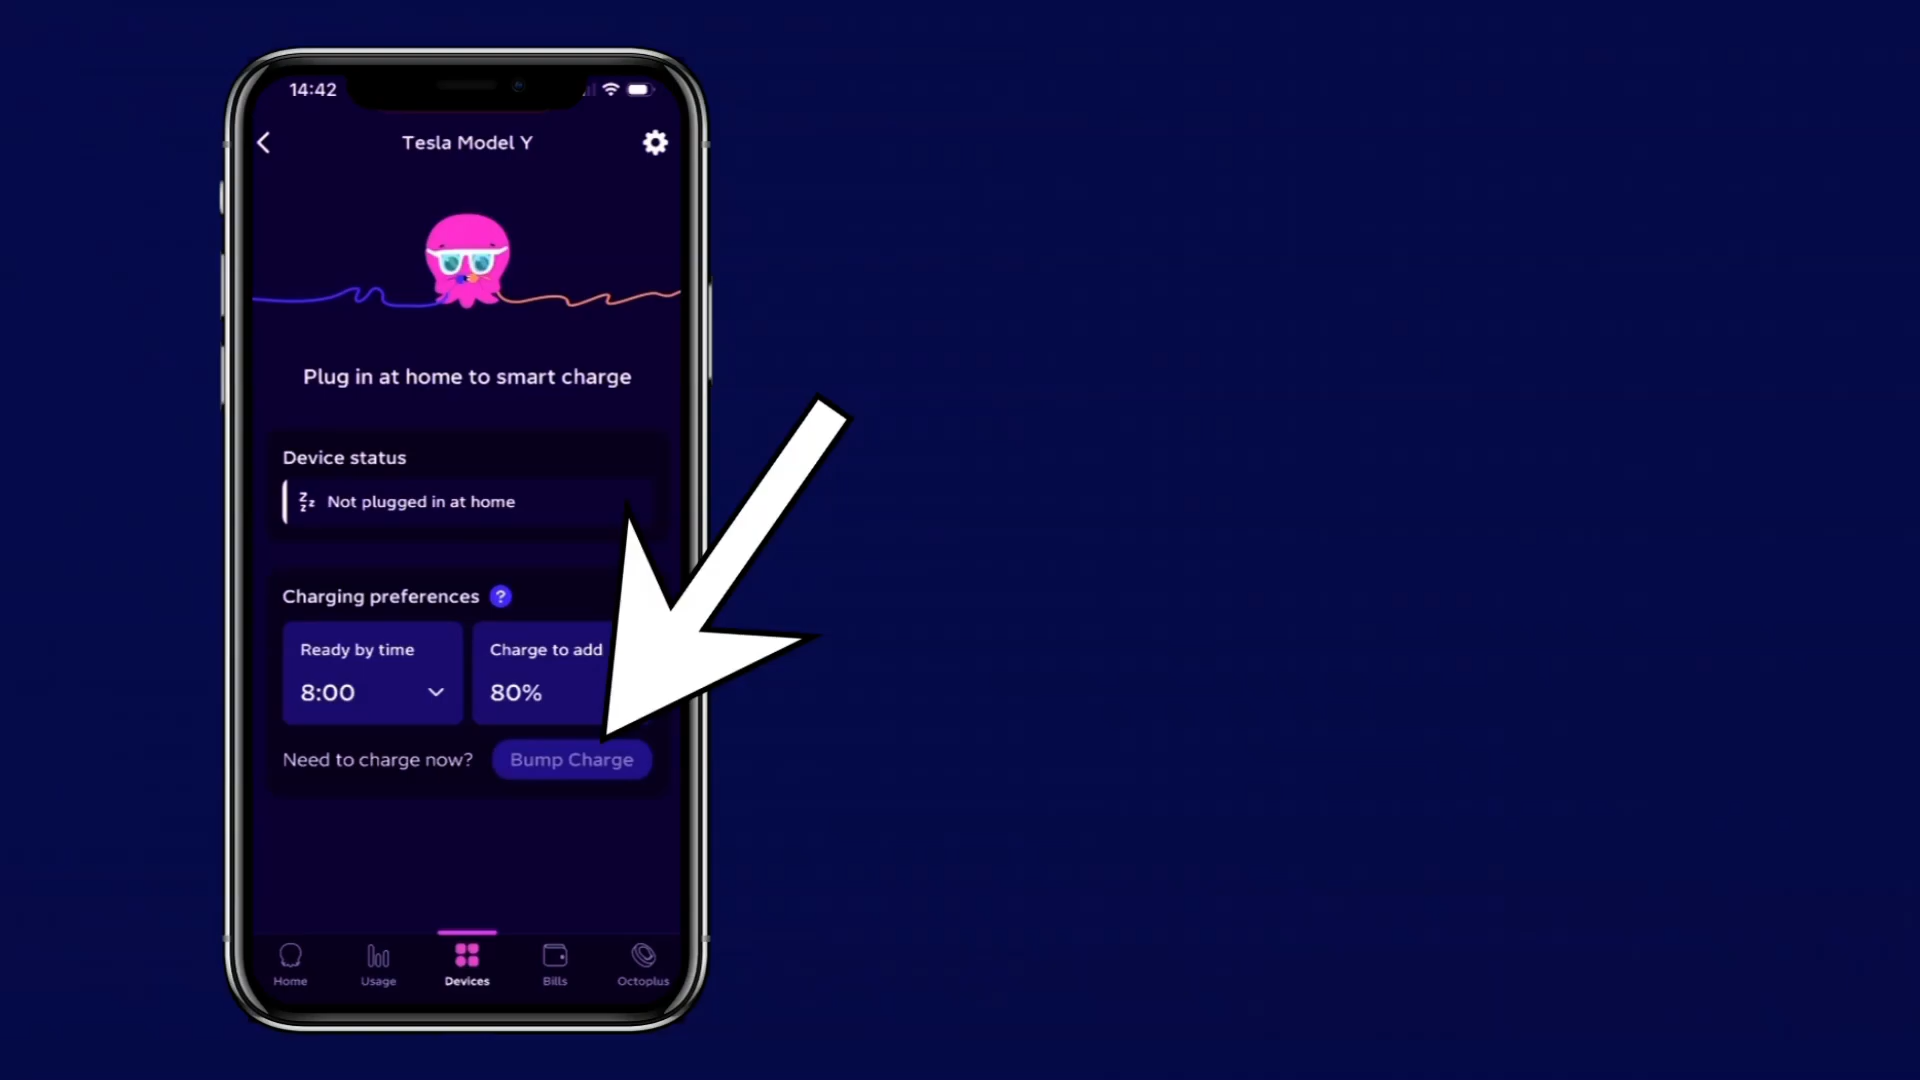 14:42
Tesla Model Y
Plug in at home to smart charge
Device status
Not plugged in at home
Charging preferences ?
Ready by time
8:00
Charge to add
80%
Need to charge now?
Bump Charge
Home
Usage
Devices
Bills
Octoplus